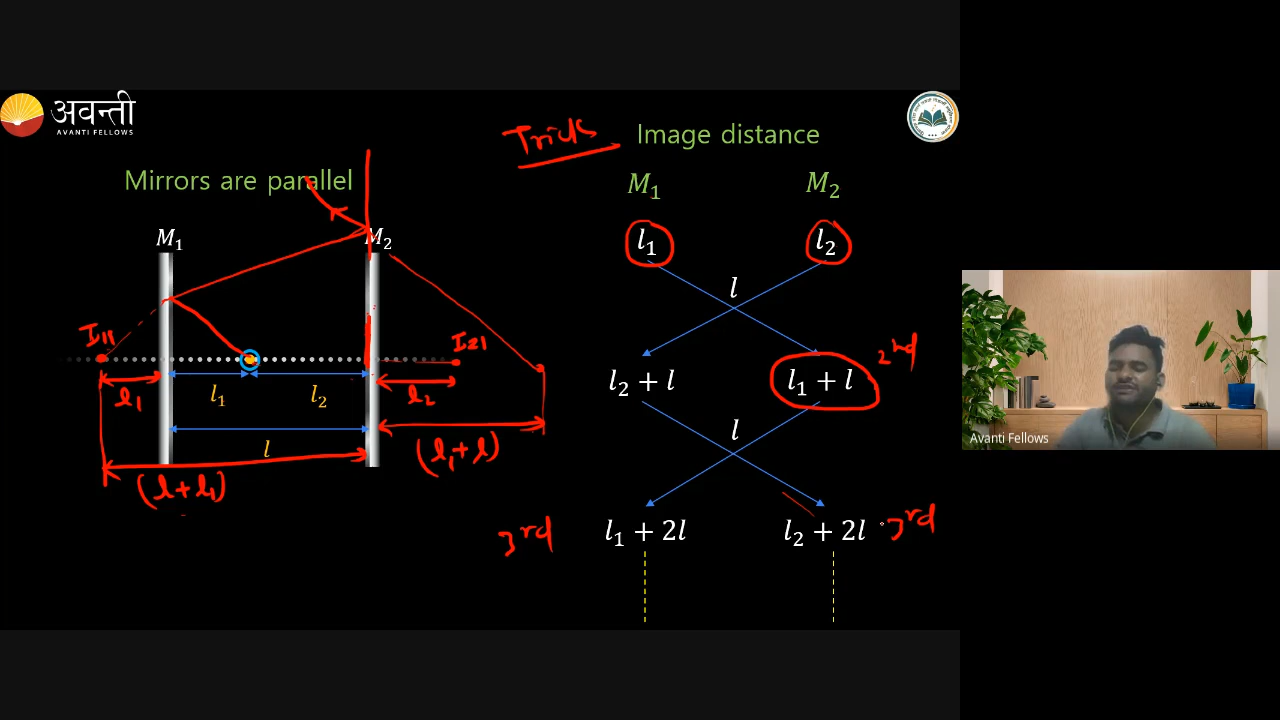 अवन्ती
AVANTI FELLOWS
Trick
Image distance
Mirrors are parallel
M₁ M₂
M₁ M₂
l₁ l₂
l
I₁₁
I₂₁
2nd
l₂ + l l₁ + l
l₁ l₁ l₂ l₂
l
l
(l₁ + l)
(l + l₁)
3rd l₁ + 2l l₂ + 2l 3rd
Avanti Fellows